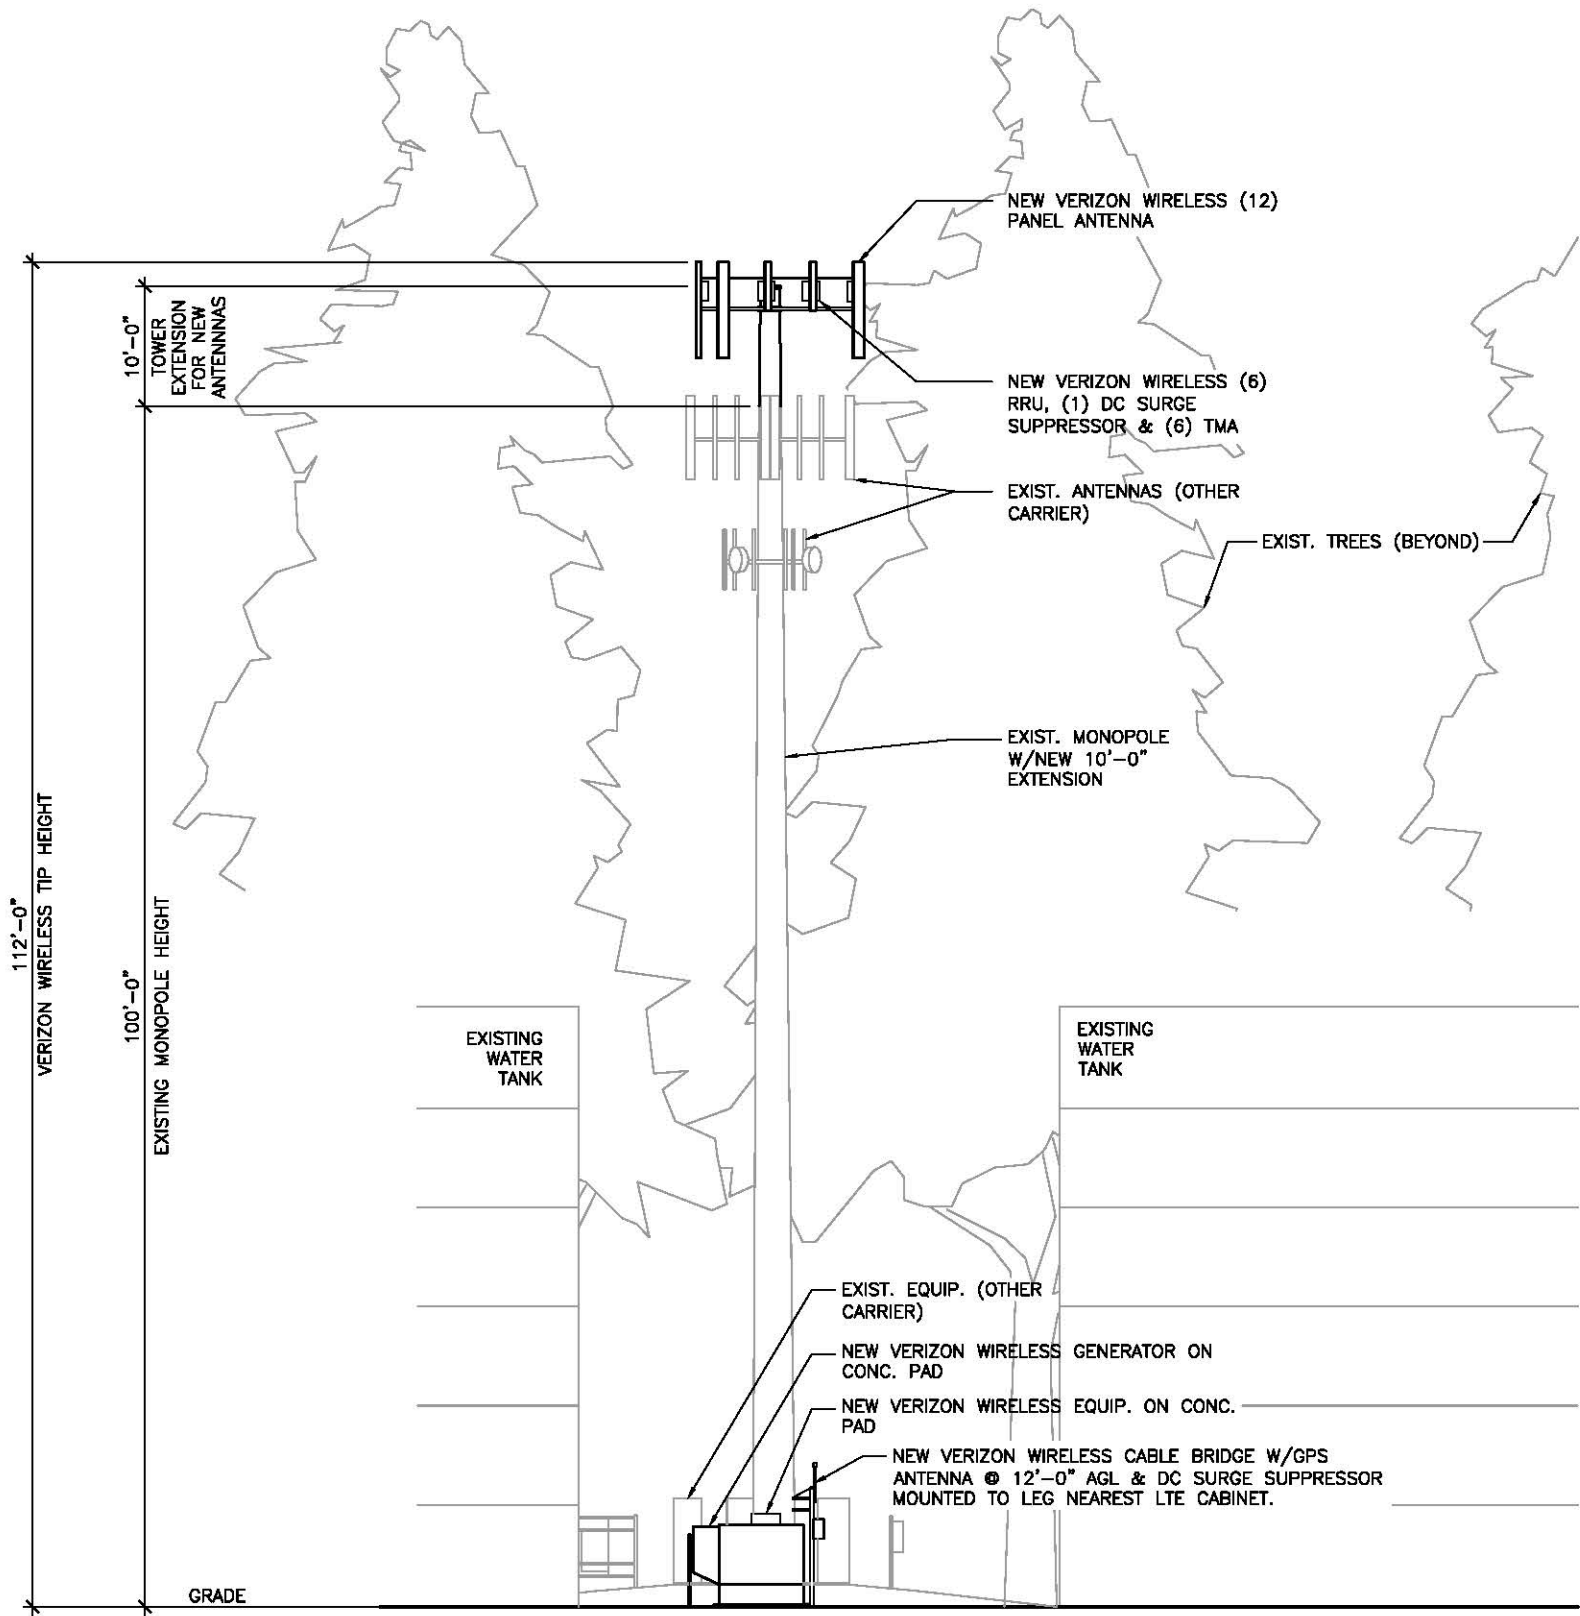 NEW VERIZON WIRELESS (12)
PANEL ANTENNA
10'-0"
TOWER
EXTENSION
FOR NEW
ANTENNNAS
NEW VERIZON WIRELESS (6)
RRU, (1) DC SURGE
SUPPRESSOR & (6) TMA
EXIST. ANTENNAS (OTHER
CARRIER)
EXIST. TREES (BEYOND)
EXIST. MONOPOLE
W/NEW 10'-0"
EXTENSION
112'-0"
VERIZON WIRELESS TIP HEIGHT
100'-0"
EXISTING MONOPOLE HEIGHT
EXISTING
WATER
TANK
EXISTING
WATER
TANK
EXIST. EQUIP. (OTHER
CARRIER)
NEW VERIZON WIRELESS GENERATOR ON
CONC. PAD
NEW VERIZON WIRELESS EQUIP. ON CONC.
PAD
NEW VERIZON WIRELESS CABLE BRIDGE W/GPS
ANTENNA @ 12'-0" AGL & DC SURGE SUPPRESSOR
MOUNTED TO LEG NEAREST LTE CABINET.
GRADE